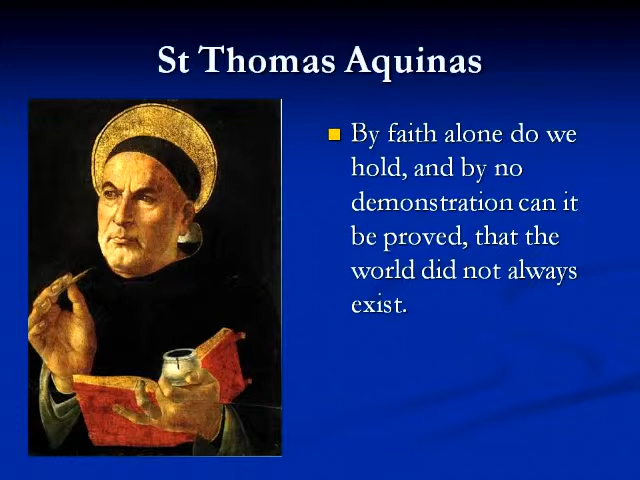 St Thomas Aquinas
By faith alone do we
hold, and by no
demonstration can it
be proved, that the
world did not always
exist.